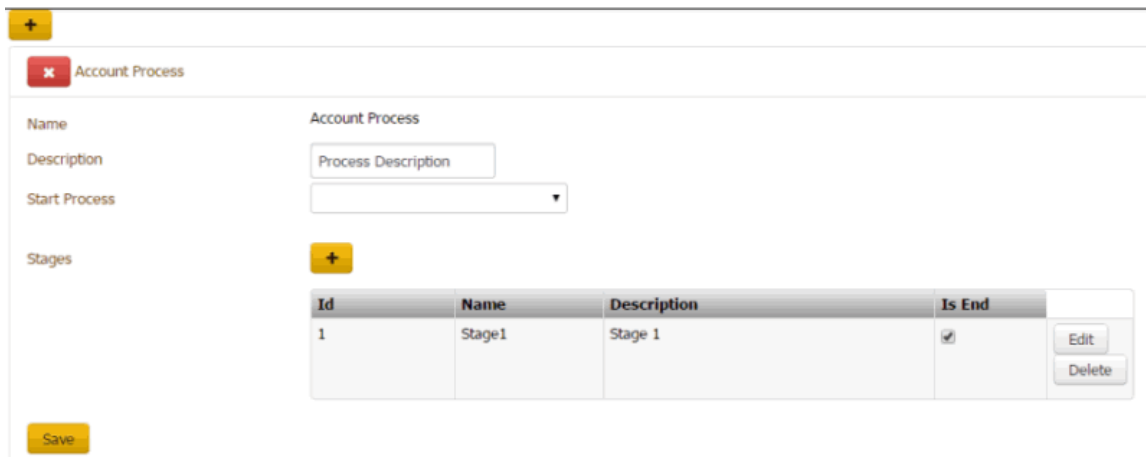 +
Account Process
Name Account Process
Description Process Description
Start Process
Stages +
Id Name Description Is End
1 Stage1 Stage 1 Edit
Delete
Save